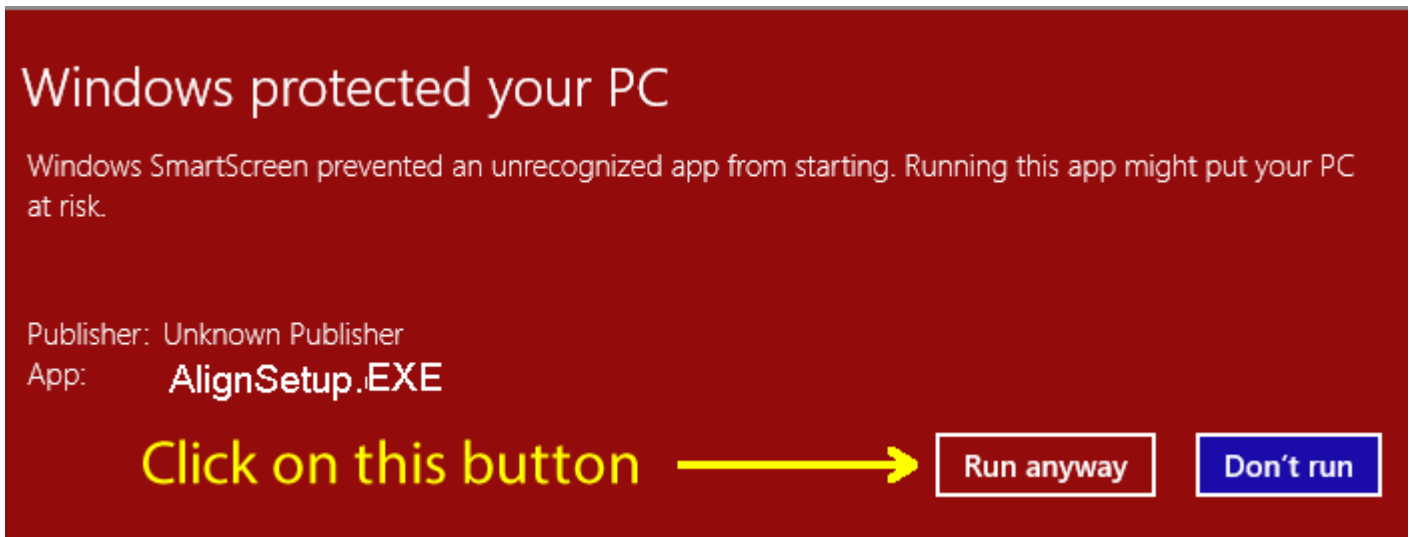 Windows protected your PC
Windows SmartScreen prevented an unrecognized app from starting. Running this app might put your PC
at risk.
Publisher: Unknown Publisher
App: AlignSetup.EXE
Click on this button Run anyway Don't run